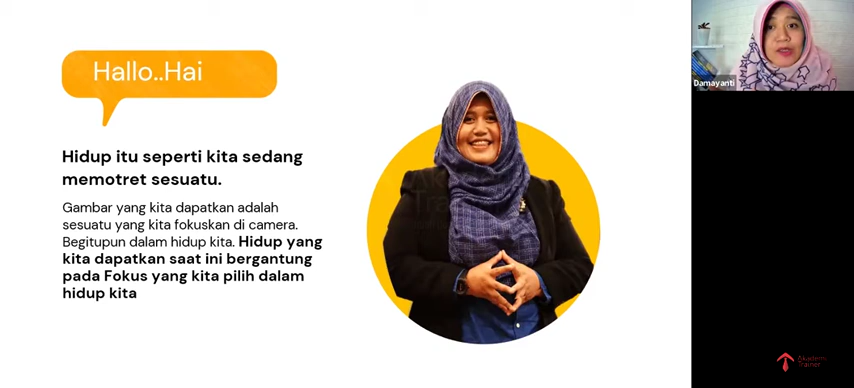 Hallo..Hai
Hidup itu seperti kita sedang
memotret sesuatu.
Gambar yang kita dapatkan adalah
sesuatu yang kita fokuskan di camera.
Begitupun dalam hidup kita. Hidup yang
kita dapatkan saat ini bergantung
pada Fokus yang kita pilih dalam
hidup kita
Damayanti
Akademi
Trainer